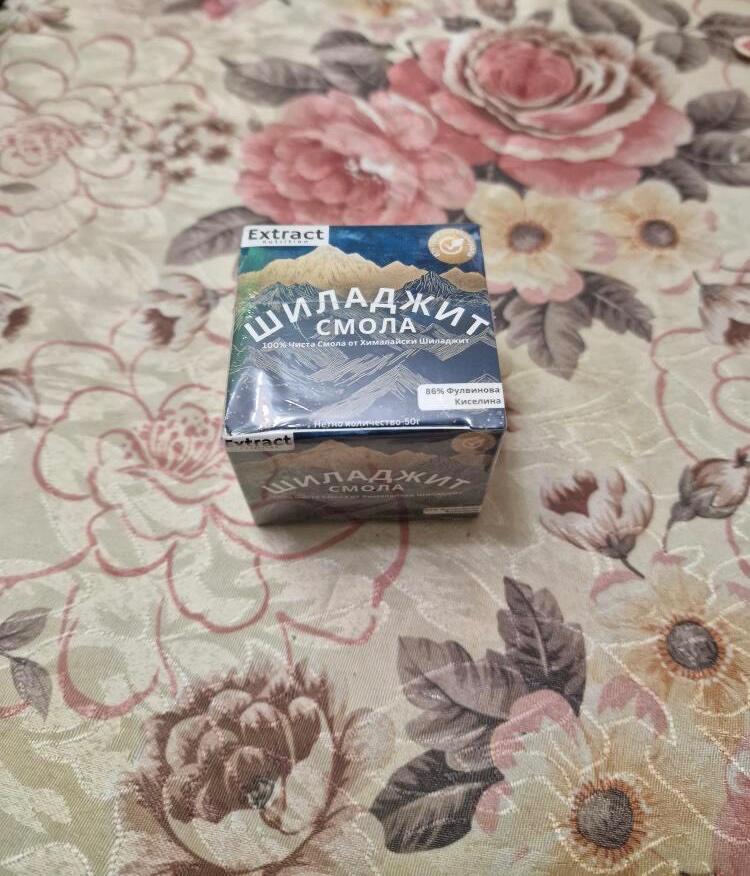 Extract
nutrition
ШИЛАДЖИТ
СМОЛА
100% Чиста Смола от Хималайски Шиладжит
86% Фулвинова
Киселина
Нетно количество-50г
Extract
ШИЛАДЖИТ
СМОЛА